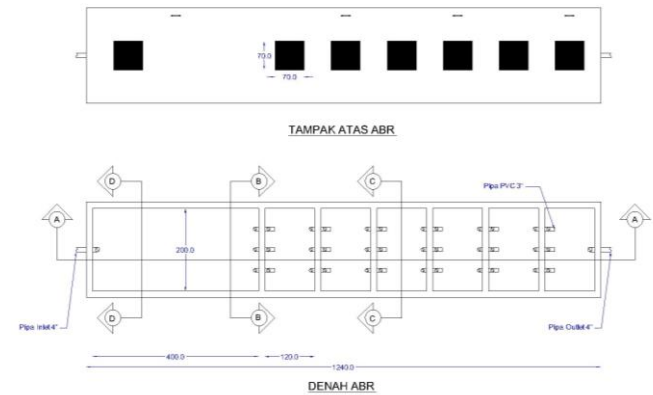 70.0
70.0
TAMPAK ATAS ABR
D
B
C
Pipa PVC 3"
A
A
200.0
D
B
C
Pipa Inlet 4"
Pipa Outlet 4"
400.0
120.0
1240.0
DENAH ABR